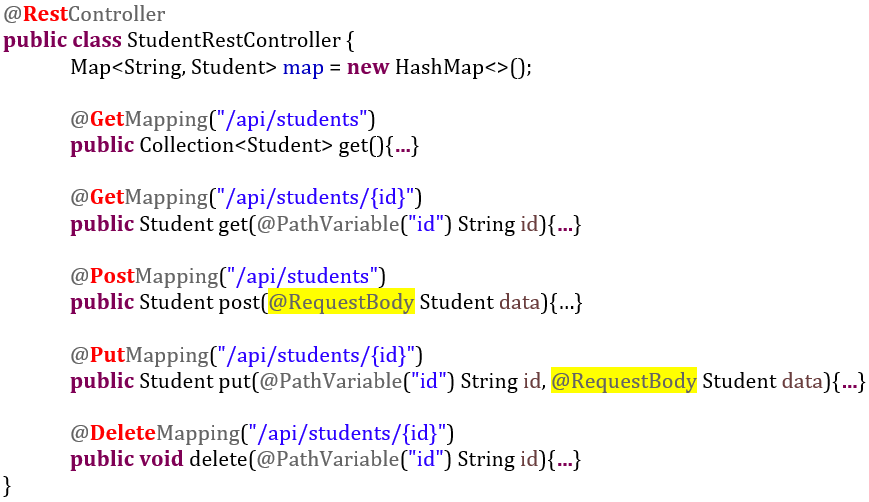 @RestController
public class StudentRestController {
Map<String, Student> map = new HashMap<>();
@GetMapping("/api/students")
public Collection<Student> get(){...}
@GetMapping("/api/students/{id}")
public Student get(@PathVariable("id") String id){...}
@PostMapping("/api/students")
public Student post(@RequestBody Student data){...}
@PutMapping("/api/students/{id}")
public Student put(@PathVariable("id") String id, @RequestBody Student data){...}
@DeleteMapping("/api/students/{id}")
public void delete(@PathVariable("id") String id){...}
}